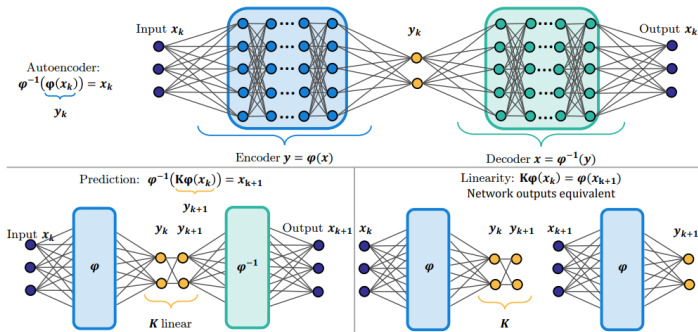 Input xₖ
yₖ
Output xₖ
Autoencoder:
φ⁻¹(φ(xₖ)) = xₖ
yₖ
Encoder y = φ(x)
Decoder x = φ⁻¹(y)
Prediction: φ⁻¹(Kφ(xₖ)) = xₖ₊₁
yₖ₊₁
Input xₖ
φ
yₖ yₖ₊₁
φ⁻¹
Output xₖ₊₁
K linear
Linearity: Kφ(xₖ) = φ(xₖ₊₁)
Network outputs equivalent
xₖ
φ
yₖ yₖ₊₁
K
xₖ₊₁
φ
yₖ₊₁